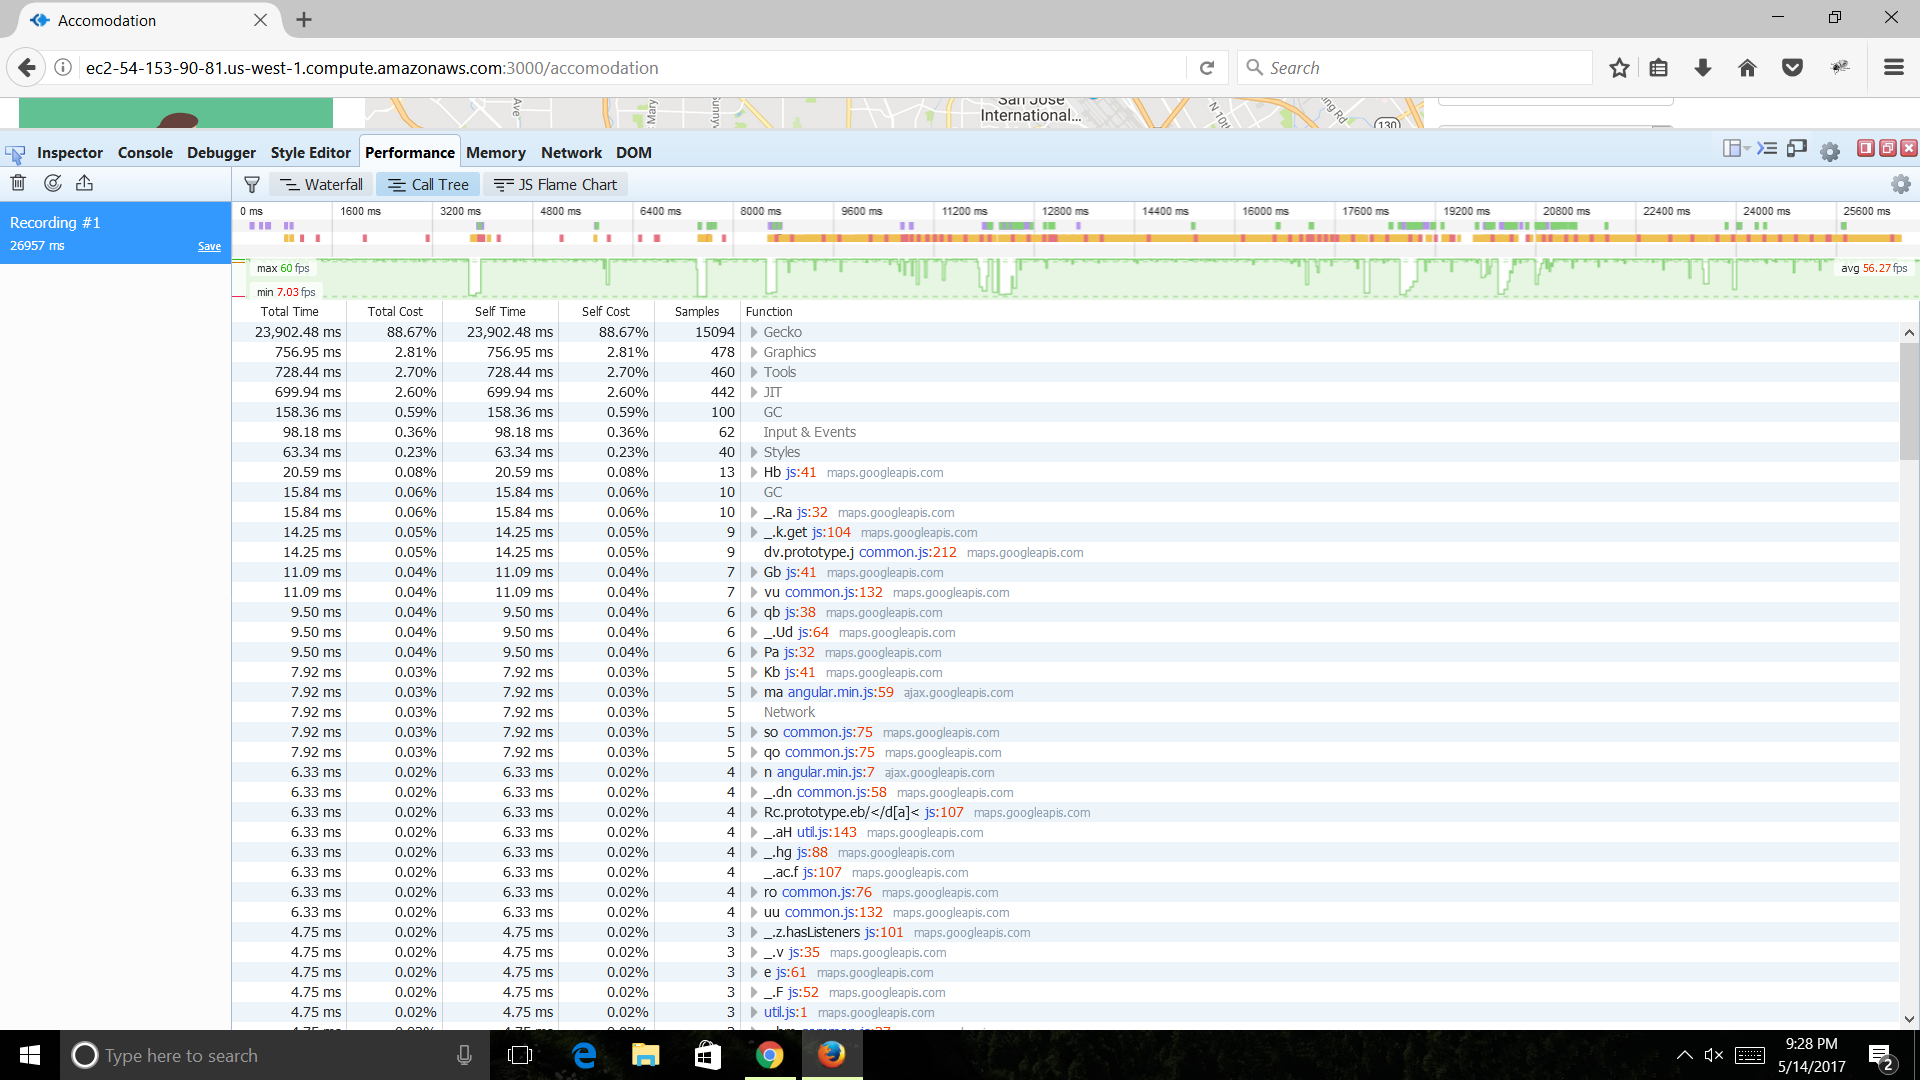 Accomodation
ec2-54-153-90-81.us-west-1.compute.amazonaws.com:3000/accomodation
Search
Ave
Mary
San Jose
International...
N 10th
130
Inspector Console Debugger Style Editor Performance Memory Network DOM
Waterfall Call Tree JS Flame Chart
Recording #1
26957 ms Save
0 ms 1600 ms 3200 ms 4800 ms 6400 ms 8000 ms 9600 ms 11200 ms 12800 ms 14400 ms 16000 ms 17600 ms 19200 ms 20800 ms 22400 ms 24000 ms 25600 ms
max 60 fps
avg 56.27 fps
min 7.03 fps
Total Time Total Cost Self Time Self Cost Samples Function
23,902.48 ms 88.67% 23,902.48 ms 88.67% 15094 Gecko
756.95 ms 2.81% 756.95 ms 2.81% 478 Graphics
728.44 ms 2.70% 728.44 ms 2.70% 460 Tools
699.94 ms 2.60% 699.94 ms 2.60% 442 JIT
158.36 ms 0.59% 158.36 ms 0.59% 100 GC
98.18 ms 0.36% 98.18 ms 0.36% 62 Input & Events
63.34 ms 0.23% 63.34 ms 0.23% 40 Styles
20.59 ms 0.08% 20.59 ms 0.08% 13 Hb js:41 maps.googleapis.com
15.84 ms 0.06% 15.84 ms 0.06% 10 GC
15.84 ms 0.06% 15.84 ms 0.06% 10 _.Ra js:32 maps.googleapis.com
14.25 ms 0.05% 14.25 ms 0.05% 9 _.k.get js:104 maps.googleapis.com
14.25 ms 0.05% 14.25 ms 0.05% 9 dv.prototype.j common.js:212 maps.googleapis.com
11.09 ms 0.04% 11.09 ms 0.04% 7 Gb js:41 maps.googleapis.com
11.09 ms 0.04% 11.09 ms 0.04% 7 vu common.js:132 maps.googleapis.com
9.50 ms 0.04% 9.50 ms 0.04% 6 qb js:38 maps.googleapis.com
9.50 ms 0.04% 9.50 ms 0.04% 6 _.Ud js:64 maps.googleapis.com
9.50 ms 0.04% 9.50 ms 0.04% 6 Pa js:32 maps.googleapis.com
7.92 ms 0.03% 7.92 ms 0.03% 5 Kb js:41 maps.googleapis.com
7.92 ms 0.03% 7.92 ms 0.03% 5 ma angular.min.js:59 ajax.googleapis.com
7.92 ms 0.03% 7.92 ms 0.03% 5 Network
7.92 ms 0.03% 7.92 ms 0.03% 5 so common.js:75 maps.googleapis.com
7.92 ms 0.03% 7.92 ms 0.03% 5 qo common.js:75 maps.googleapis.com
6.33 ms 0.02% 6.33 ms 0.02% 4 n angular.min.js:7 ajax.googleapis.com
6.33 ms 0.02% 6.33 ms 0.02% 4 _.dn common.js:58 maps.googleapis.com
6.33 ms 0.02% 6.33 ms 0.02% 4 Rc.prototype.eb/</d[a]< js:107 maps.googleapis.com
6.33 ms 0.02% 6.33 ms 0.02% 4 _.aH util.js:143 maps.googleapis.com
6.33 ms 0.02% 6.33 ms 0.02% 4 _.hg js:88 maps.googleapis.com
6.33 ms 0.02% 6.33 ms 0.02% 4 _.ac.f js:107 maps.googleapis.com
6.33 ms 0.02% 6.33 ms 0.02% 4 ro common.js:76 maps.googleapis.com
6.33 ms 0.02% 6.33 ms 0.02% 4 uu common.js:132 maps.googleapis.com
4.75 ms 0.02% 4.75 ms 0.02% 3 _.z.hasListeners js:101 maps.googleapis.com
4.75 ms 0.02% 4.75 ms 0.02% 3 _.v js:35 maps.googleapis.com
4.75 ms 0.02% 4.75 ms 0.02% 3 e js:61 maps.googleapis.com
4.75 ms 0.02% 4.75 ms 0.02% 3 _.F js:52 maps.googleapis.com
4.75 ms 0.02% 4.75 ms 0.02% 3 util.js:1 maps.googleapis.com
Type here to search
9:28 PM
5/14/2017
2